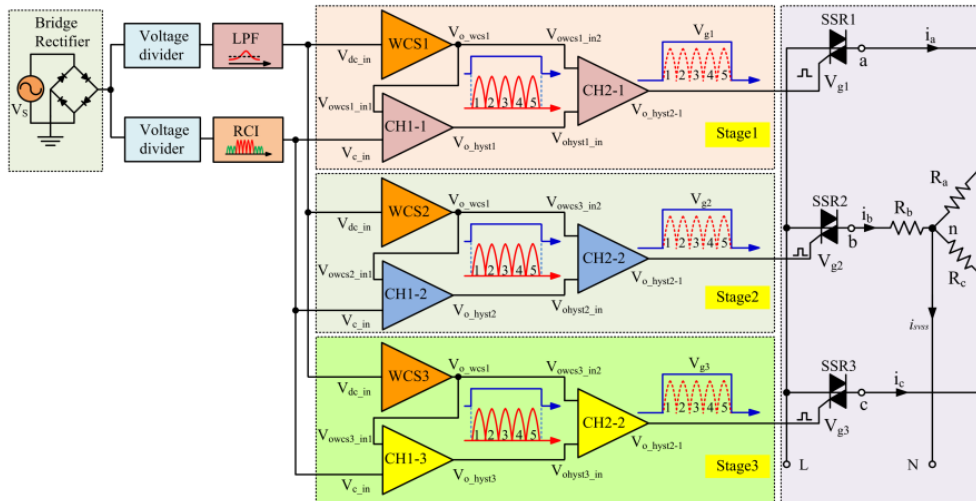 Bridge
Rectifier
V_S
Voltage
divider
LPF
Voltage
divider
RCI
WCS1
V_dc_in
V_o_wcs1
V_owcs1_in2
V_owcs1_in1
1 2 3 4 5
CH1-1
V_c_in
V_o_hyst1
V_ohyst1_in
CH2-1
V_g1
1 2 3 4 5
V_o_hyst2-1
Stage1
WCS2
V_dc_in
V_o_wcs1
V_owcs3_in2
V_owcs2_in1
1 2 3 4 5
CH1-2
V_c_in
V_o_hyst2
V_ohyst2_in
CH2-2
V_g2
1 2 3 4 5
V_o_hyst2-1
Stage2
WCS3
V_dc_in
V_o_wcs1
V_owcs3_in2
V_owcs3_in1
1 2 3 4 5
CH1-3
V_c_in
V_o_hyst3
V_ohyst3_in
CH2-2
V_g3
1 2 3 4 5
V_o_hyst2-1
Stage3
SSR1
i_a
a
V_g1
SSR2
i_b
b
V_g2
R_b
R_a
n
R_c
i_svss
SSR3
i_c
c
V_g3
L
N